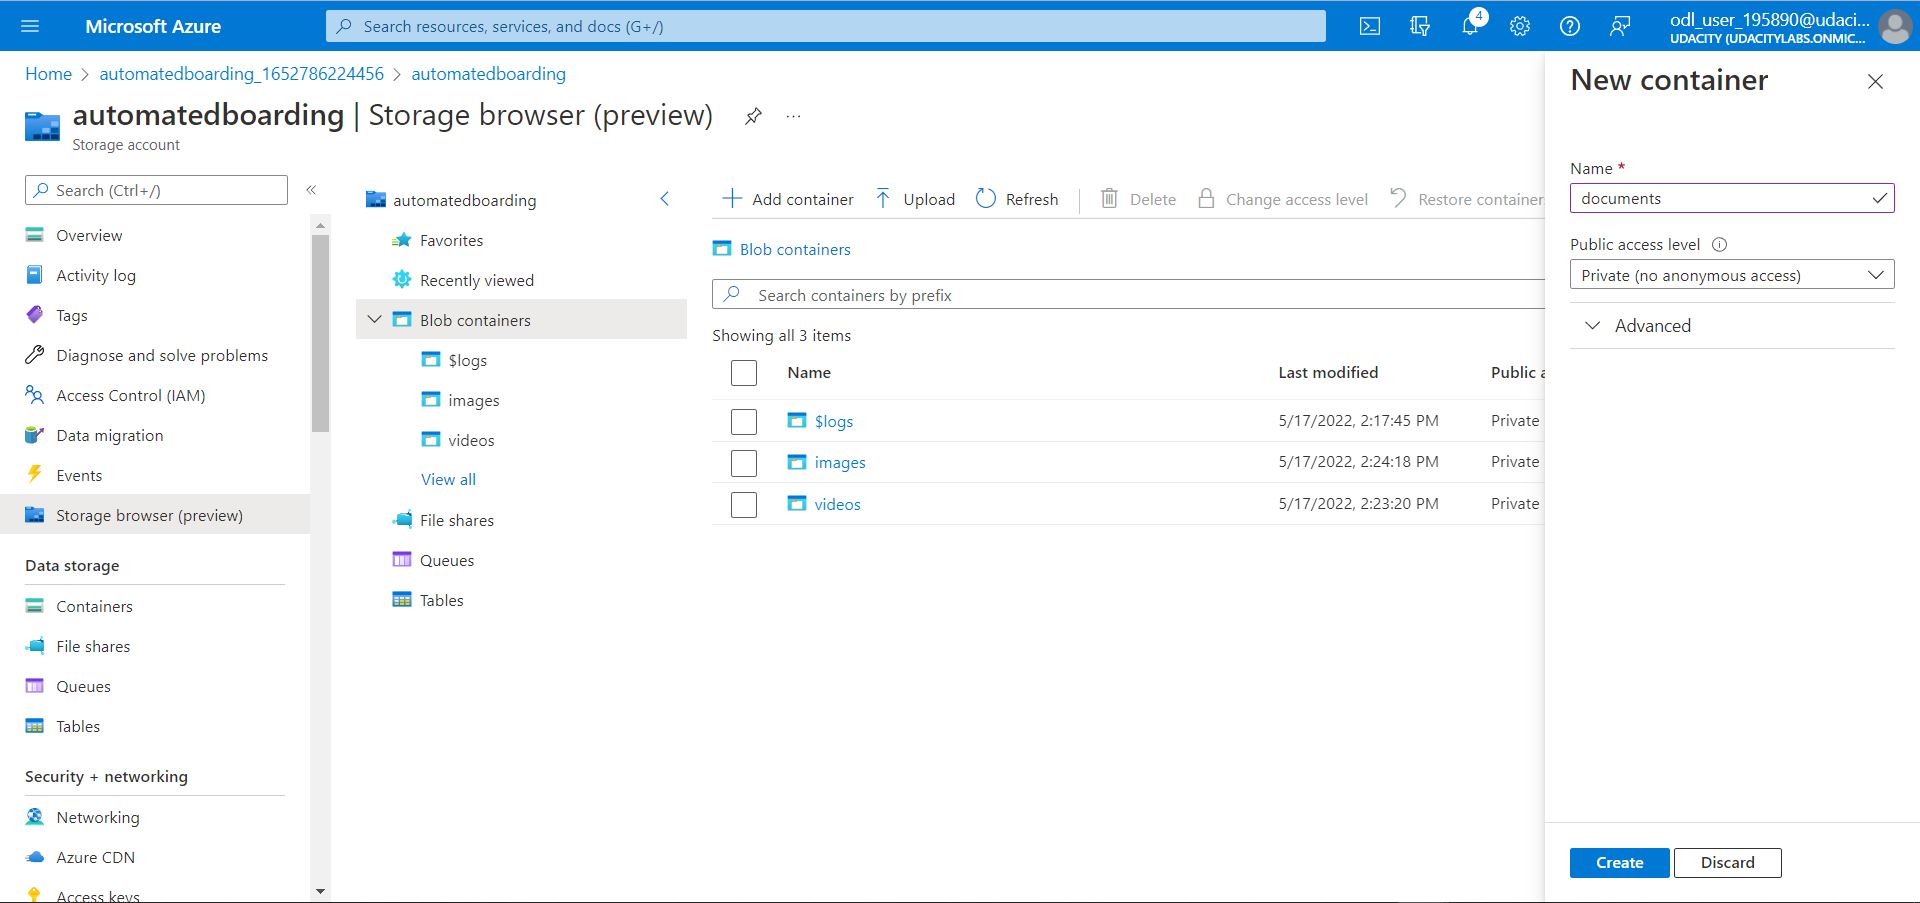 Microsoft Azure
Search resources, services, and docs (G+/)
4
odl_user_195890@udaci...
UDACITY (UDACITYLABS.ONMIC...
Home > automatedboarding_1652786224456 > automatedboarding
automatedboarding | Storage browser (preview) ...
Storage account
Search (Ctrl+/) «
Overview
Activity log
Tags
Diagnose and solve problems
Access Control (IAM)
Data migration
Events
Storage browser (preview)
Data storage
Containers
File shares
Queues
Tables
Security + networking
Networking
Azure CDN
Access keys
automatedboarding
Favorites
Recently viewed
Blob containers
$logs
images
videos
View all
File shares
Queues
Tables
Add container Upload Refresh Delete Change access level Restore container
Blob containers
Search containers by prefix
Showing all 3 items
Name Last modified Public a
$logs 5/17/2022, 2:17:45 PM Private
images 5/17/2022, 2:24:18 PM Private
videos 5/17/2022, 2:23:20 PM Private
New container
Name *
documents
Public access level
Private (no anonymous access)
Advanced
Create Discard